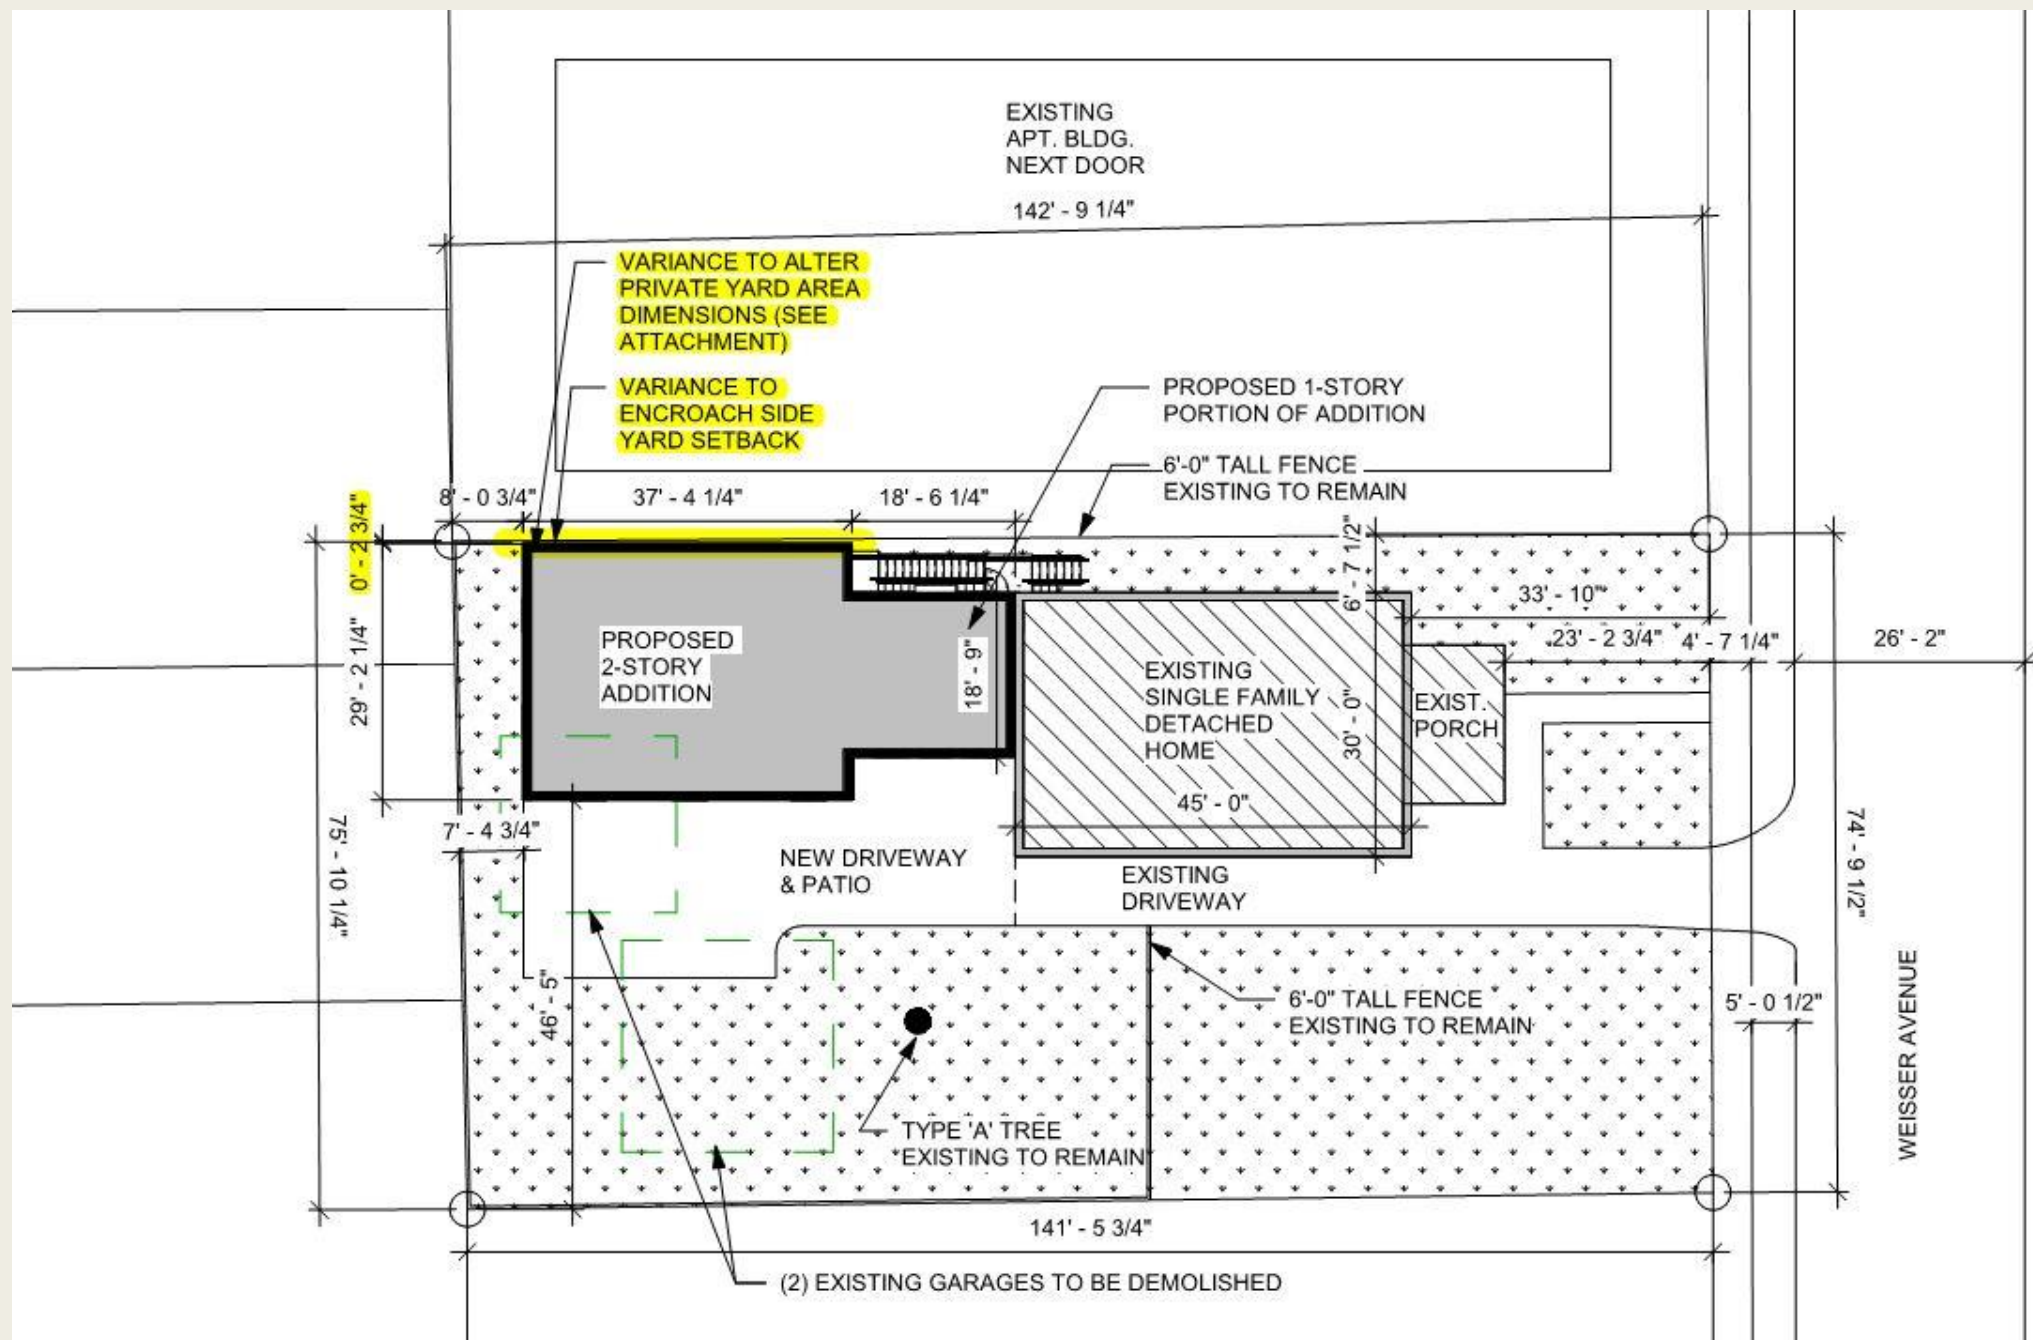 EXISTING
APT. BLDG.
NEXT DOOR
142' - 9 1/4"
VARIANCE TO ALTER
PRIVATE YARD AREA
DIMENSIONS (SEE
ATTACHMENT)
VARIANCE TO
ENCROACH SIDE
YARD SETBACK
PROPOSED 1-STORY
PORTION OF ADDITION
6'-0" TALL FENCE
EXISTING TO REMAIN
8' - 0 3/4"
37' - 4 1/4"
18' - 6 1/4"
0' - 2 3/4"
6' - 7 1/2"
33' - 10"
23' - 2 3/4"
4' - 7 1/4"
26' - 2"
29' - 2 1/4"
PROPOSED
2-STORY
ADDITION
18' - 9"
EXISTING
SINGLE FAMILY
DETACHED
HOME
30' - 0"
EXIST.
PORCH
45' - 0"
7' - 4 3/4"
75' - 10 1/4"
74' - 9 1/2"
NEW DRIVEWAY
& PATIO
EXISTING
DRIVEWAY
46' - 5"
6'-0" TALL FENCE
EXISTING TO REMAIN
5' - 0 1/2"
WEISSER AVENUE
TYPE 'A' TREE
EXISTING TO REMAIN
141' - 5 3/4"
(2) EXISTING GARAGES TO BE DEMOLISHED